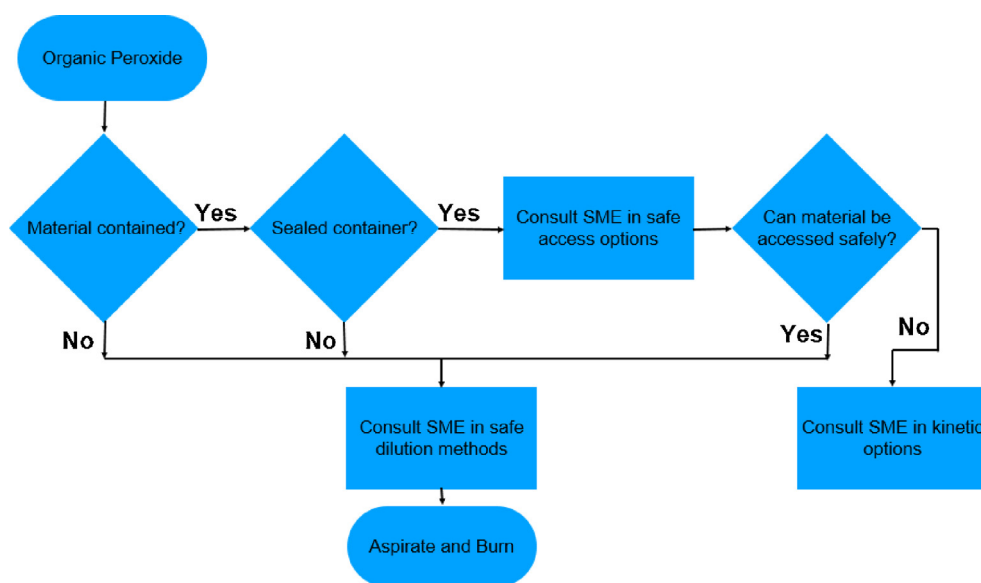 Organic Peroxide
Material contained?
Yes
Sealed container?
Yes
Consult SME in safe
access options
Can material be
accessed safely?
No
No
Yes
No
Consult SME in safe
dilution methods
Consult SME in kinetic
options
Aspirate and Burn